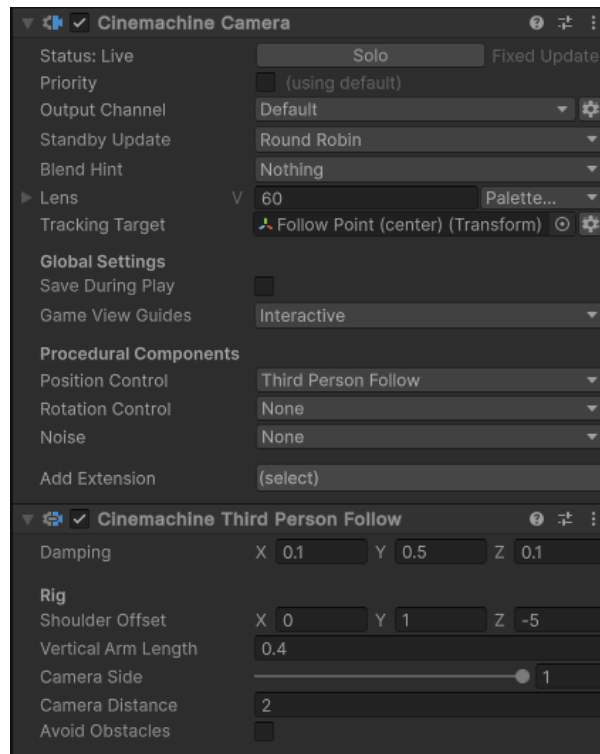 Cinemachine Camera
Status: Live Solo Fixed Update
Priority (using default)
Output Channel Default
Standby Update Round Robin
Blend Hint Nothing
Lens V 60 Palette...
Tracking Target Follow Point (center) (Transform)
Global Settings
Save During Play
Game View Guides Interactive
Procedural Components
Position Control Third Person Follow
Rotation Control None
Noise None
Add Extension (select)
Cinemachine Third Person Follow
Damping X 0.1 Y 0.5 Z 0.1
Rig
Shoulder Offset X 0 Y 1 Z -5
Vertical Arm Length 0.4
Camera Side 1
Camera Distance 2
Avoid Obstacles